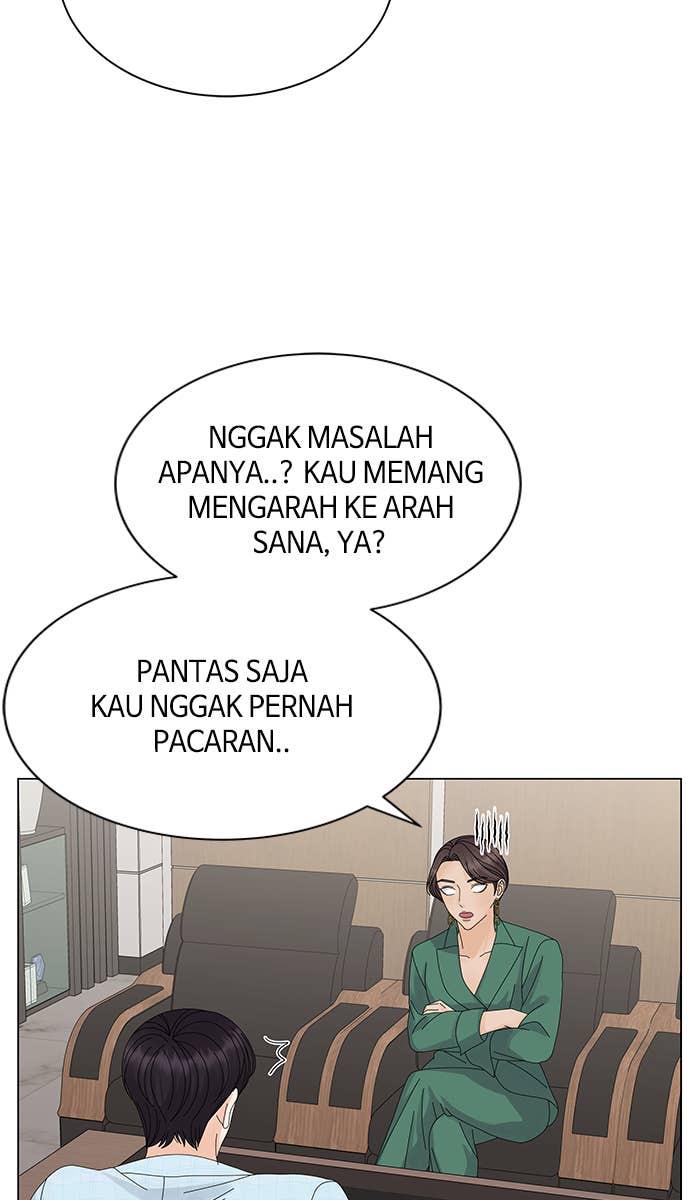 NGGAK MASALAH
APANYA..? KAU MEMANG
MENGARAH KE ARAH
SANA, YA?
PANTAS SAJA
KAU NGGAK PERNAH
PACARAN..